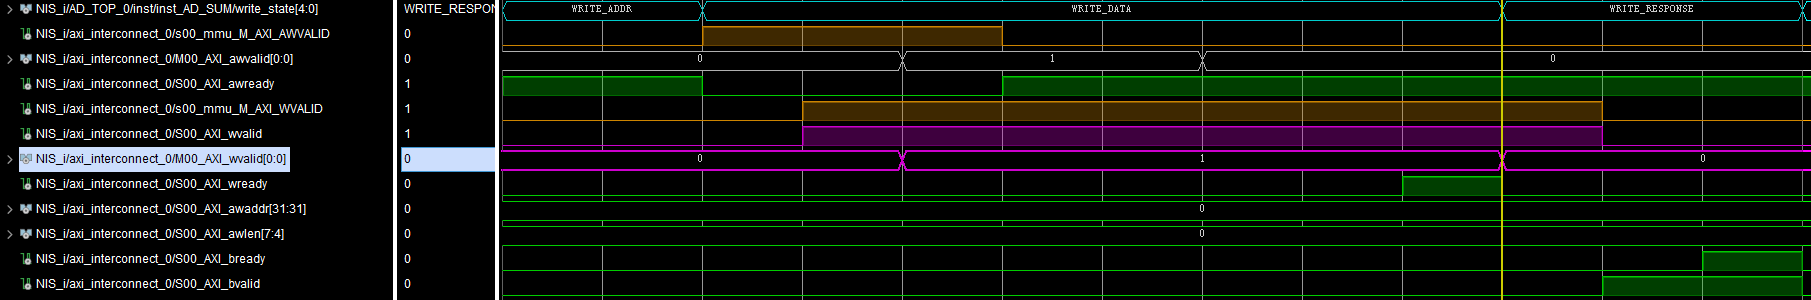 NIS_i/AD_TOP_0/inst/inst_AD_SUM/write_state[4:0] WRITE_RESPON WRITE_ADDR WRITE_DATA WRITE_RESPONSE
NIS_i/axi_interconnect_0/s00_mmu_M_AXI_AWVALID 0
NIS_i/axi_interconnect_0/M00_AXI_awvalid[0:0] 0 0 1 0
NIS_i/axi_interconnect_0/S00_AXI_awready 1
NIS_i/axi_interconnect_0/s00_mmu_M_AXI_WVALID 1
NIS_i/axi_interconnect_0/S00_AXI_wvalid 1
NIS_i/axi_interconnect_0/M00_AXI_wvalid[0:0] 0 0 1 0
NIS_i/axi_interconnect_0/S00_AXI_wready 0
NIS_i/axi_interconnect_0/S00_AXI_awaddr[31:31] 0 0
NIS_i/axi_interconnect_0/S00_AXI_awlen[7:4] 0 0
NIS_i/axi_interconnect_0/S00_AXI_bready 0
NIS_i/axi_interconnect_0/S00_AXI_bvalid 0